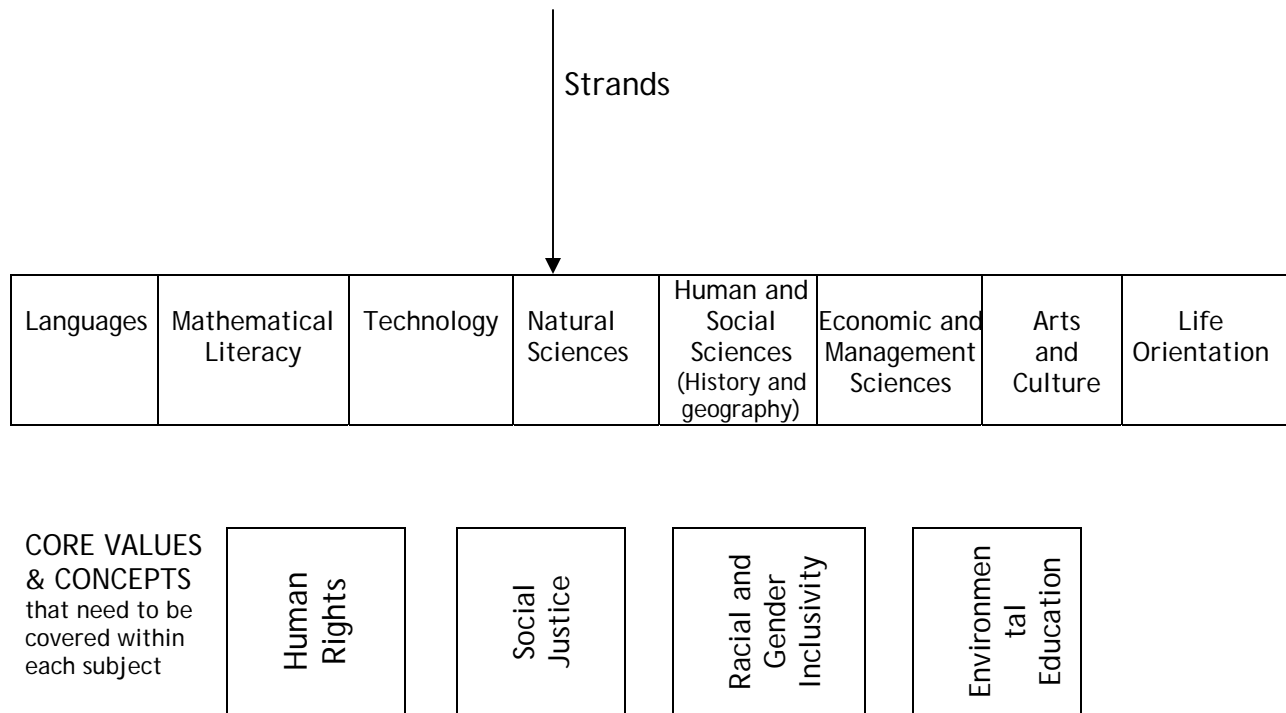 Strands
Languages
Mathematical
Literacy
Technology
Natural
Sciences
Human and
Social
Sciences
(History and
geography)
Economic and
Management
Sciences
Arts
and
Culture
Life
Orientation
CORE VALUES
& CONCEPTS
that need to be
covered within
each subject
Human
Rights
Social
Justice
Racial and
Gender
Inclusivity
Environmen
tal
Education